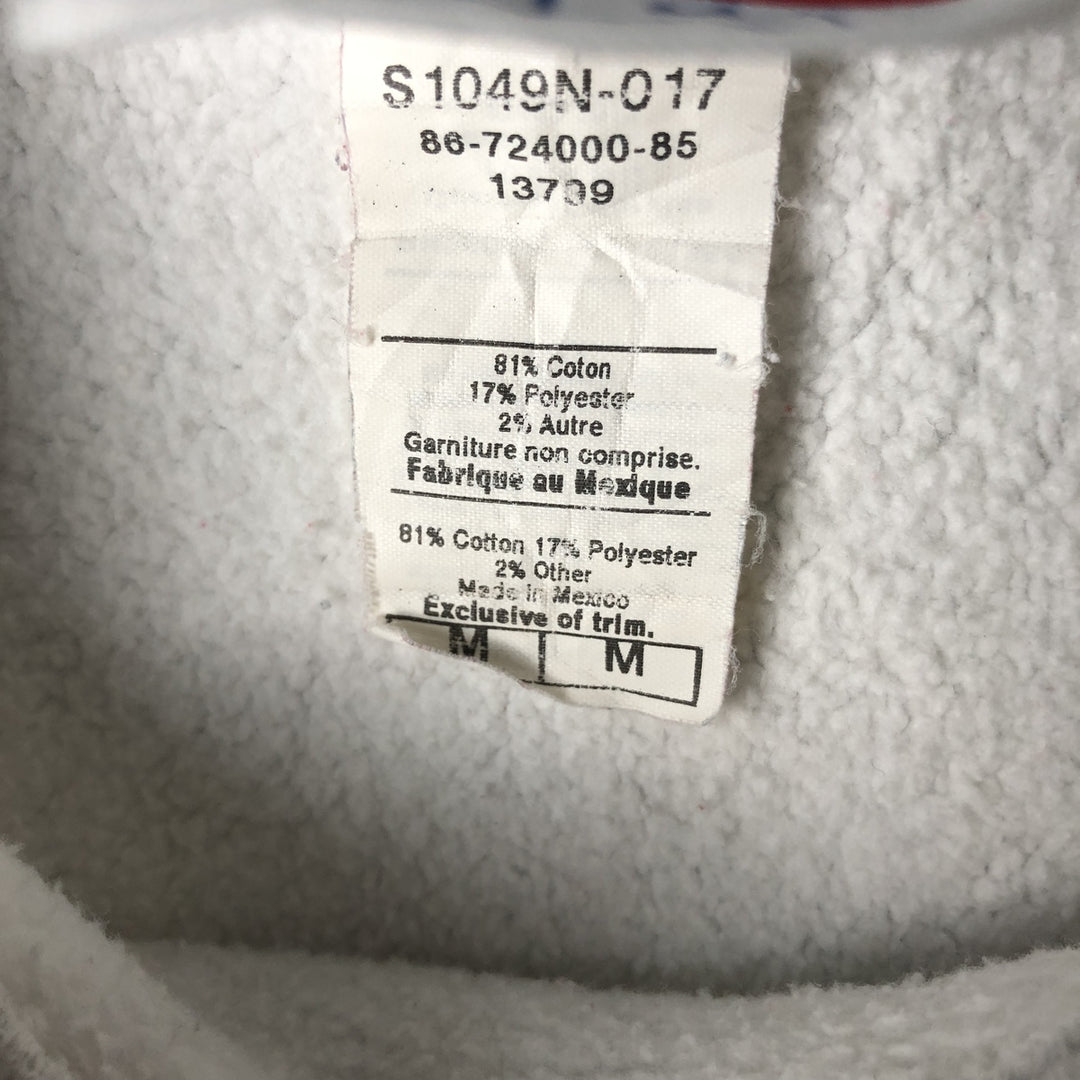 S1049N-017
86-724000-85
13799
81% Coton
17% Polyester
2% Autre
Garniture non comprise.
Fabrique au Mexique
81% Cotton 17% Polyester
2% Other
Made in Mexico
Exclusive of trim.
M M